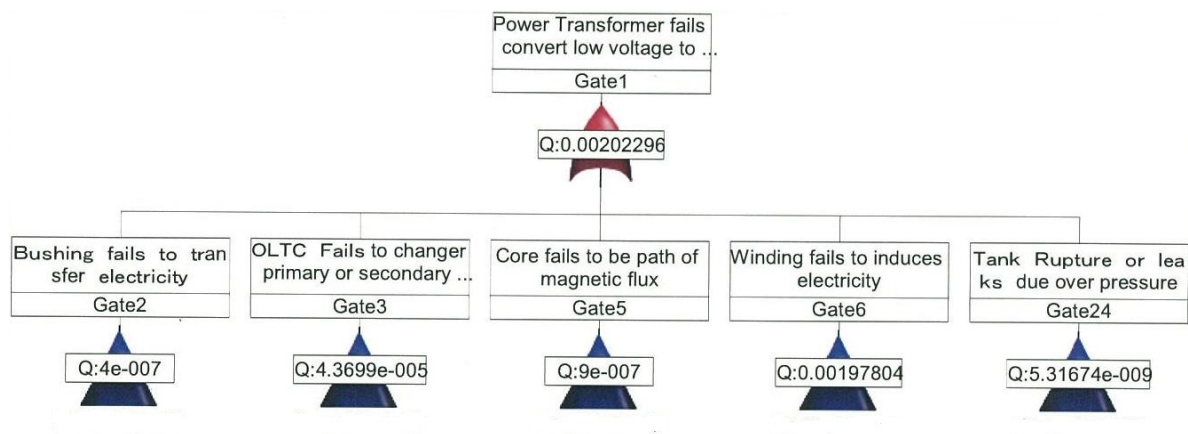 Power Transformer fails
convert low voltage to ...
Gate1
Q:0.00202296
Bushing fails to tran
sfer electricity
Gate2
Q:4e-007
OLTC Fails to changer
primary or secondary ...
Gate3
Q:4.3699e-005
Core fails to be path of
magnetic flux
Gate5
Q:9e-007
Winding fails to induces
electricity
Gate6
Q:0.00197804
Tank Rupture or lea
ks due over pressure
Gate24
Q:5.31674e-009